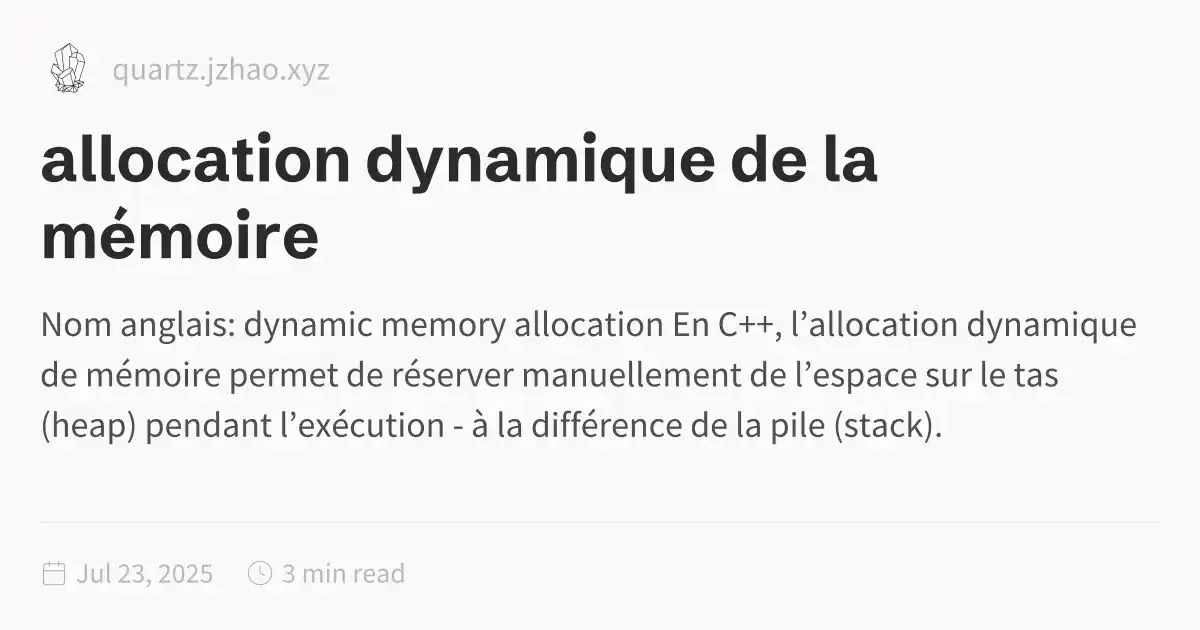 quartz.jzhao.xyz
allocation dynamique de la
mémoire
Nom anglais: dynamic memory allocation En C++, l’allocation dynamique
de mémoire permet de réserver manuellement de l’espace sur le tas
(heap) pendant l’exécution - à la différence de la pile (stack).
Jul 23, 2025 3 min read